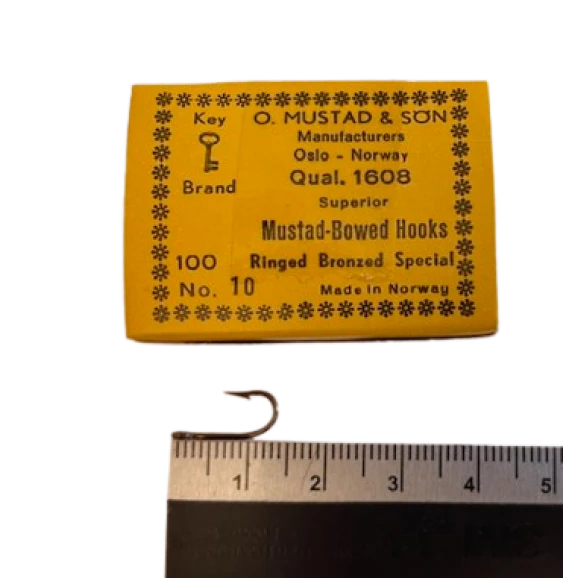 Key O. MUSTAD & SÖN
Manufacturers
Oslo - Norway
Brand Qual. 1608
Superior
Mustad-Bowed Hooks
100 Ringed Bronzed Special
No. 10 Made in Norway
1 2 3 4 5